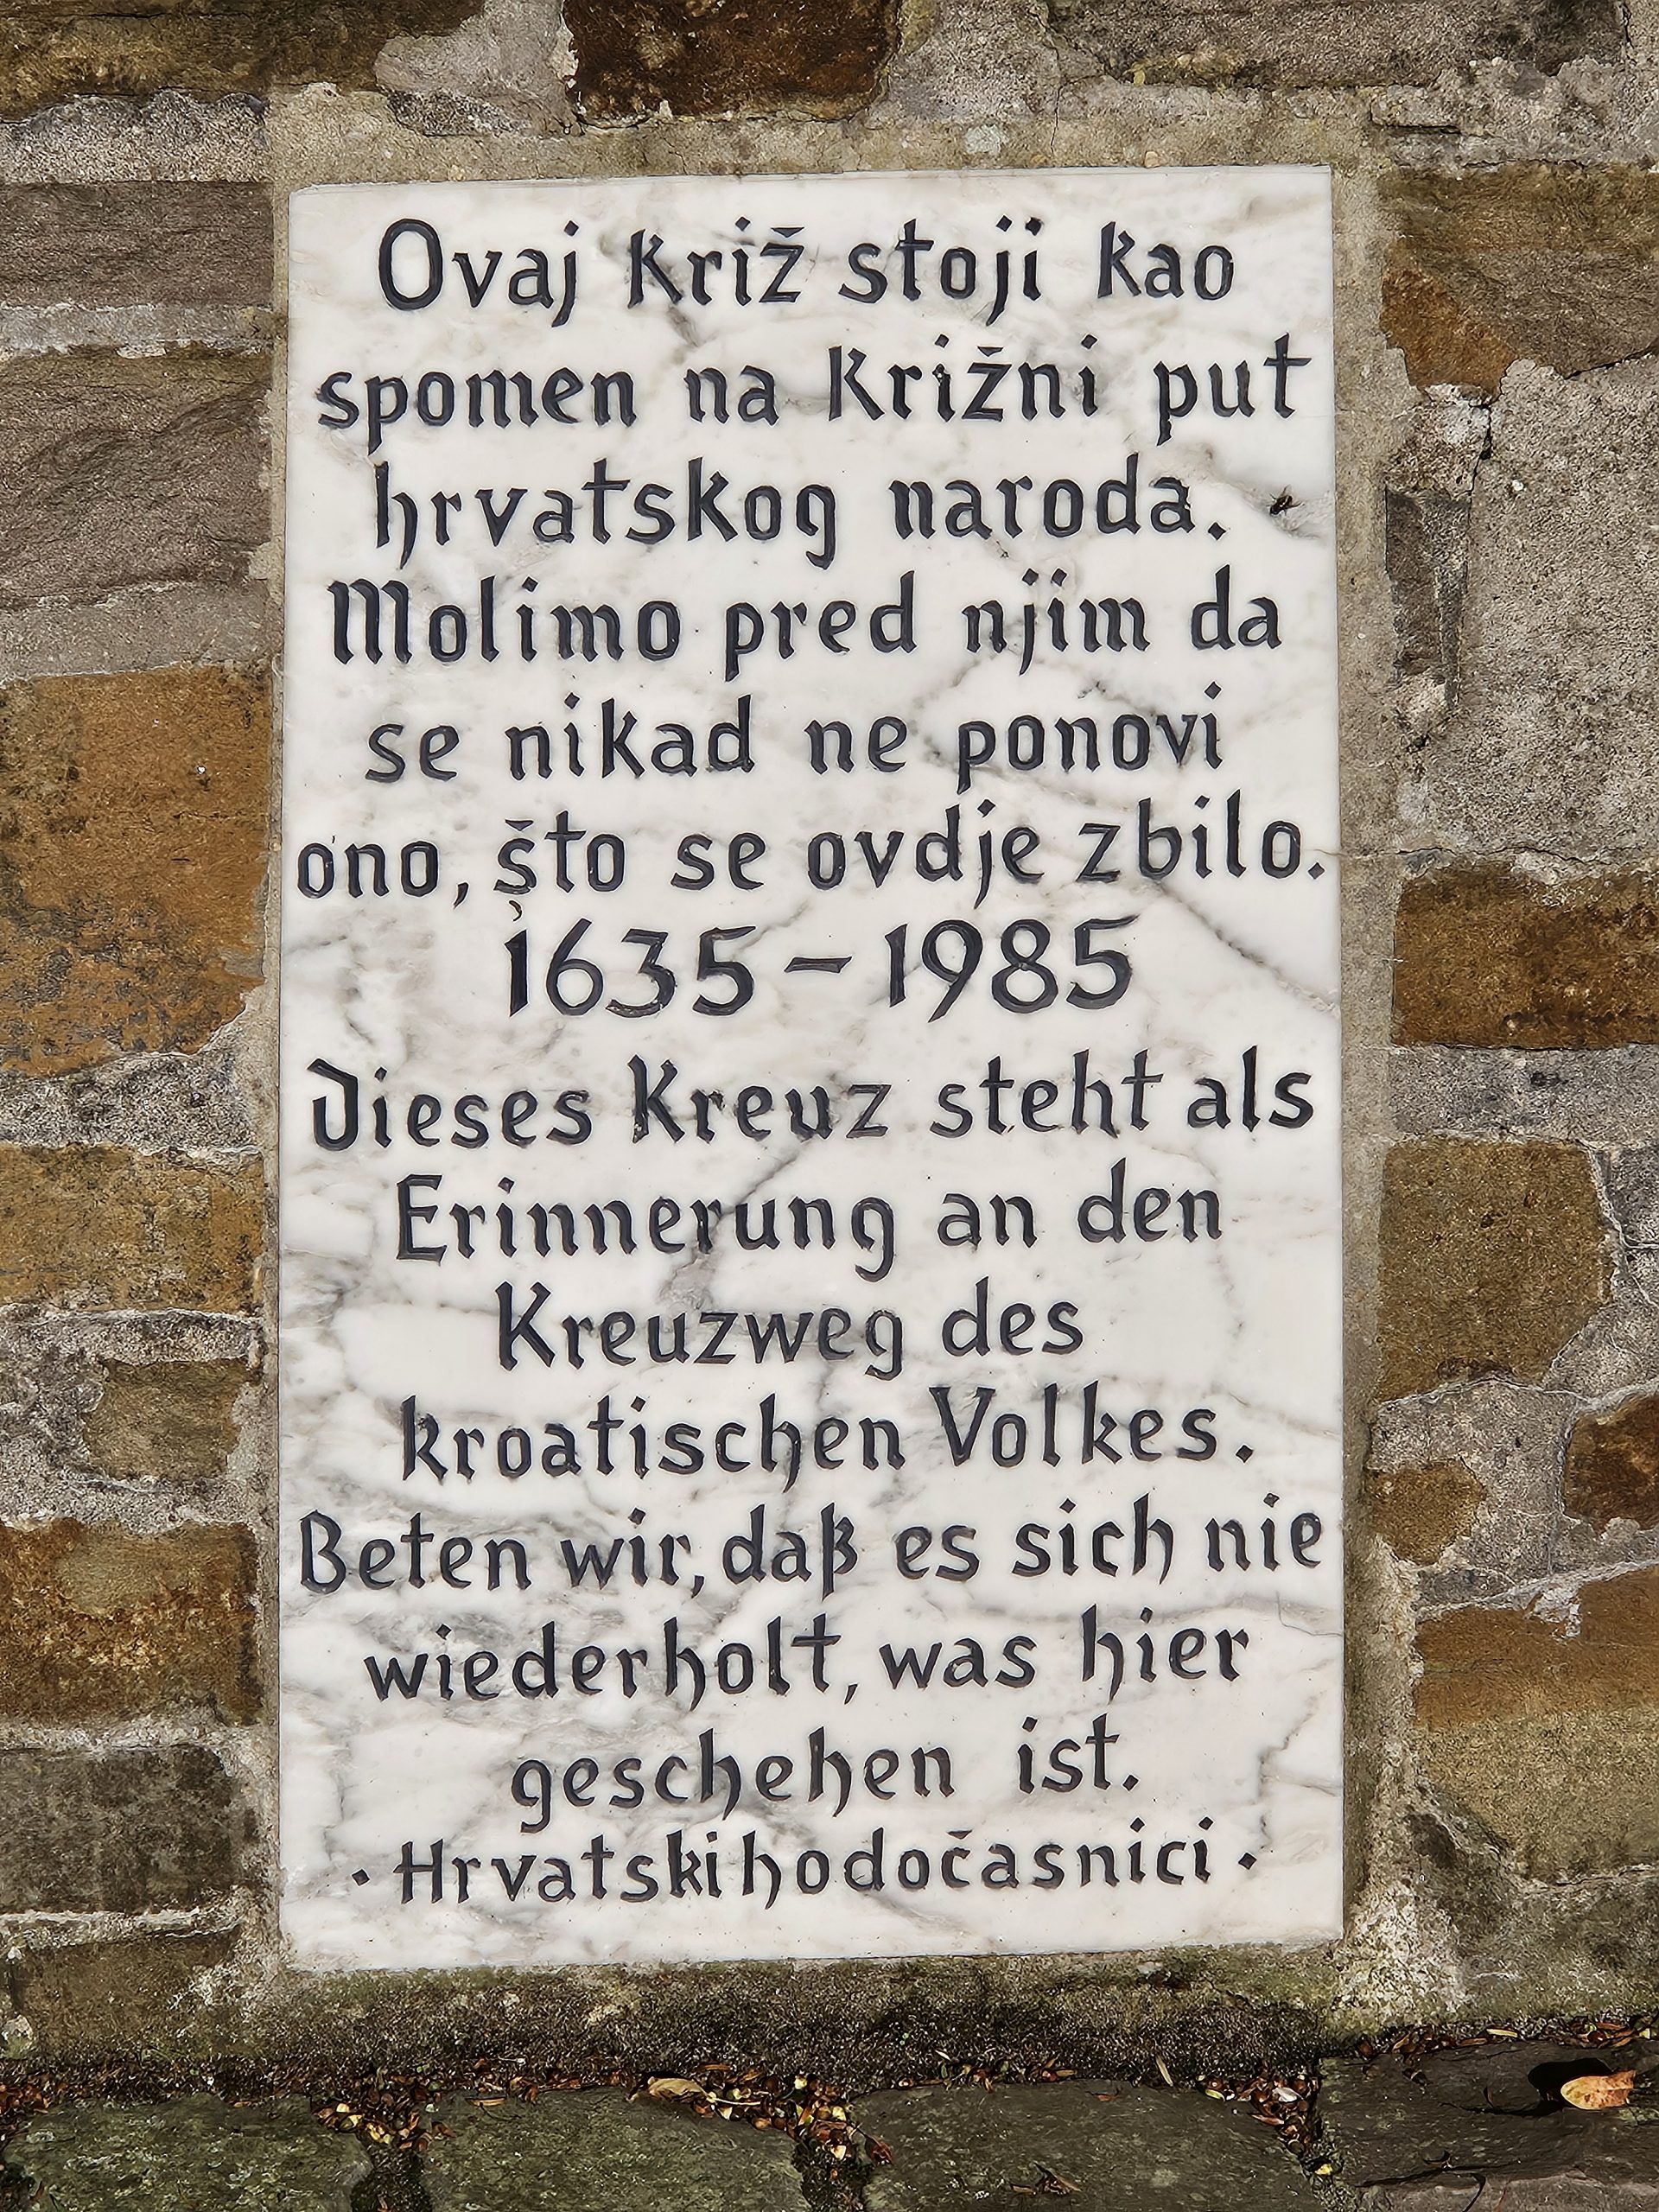 Ovaj križ stoji kao
spomen na Križni put
hrvatskog naroda.
Molimo pred njim da
se nikad ne ponovi
ono, što se ovdje zbilo.
1635 – 1985
Dieses Kreuz steht als
Erinnerung an den
Kreuzweg des
kroatischen Volkes.
Beten wir, daß es sich nie
wiederholt, was hier
geschehen ist.
· Hrvatski hodočasnici ·